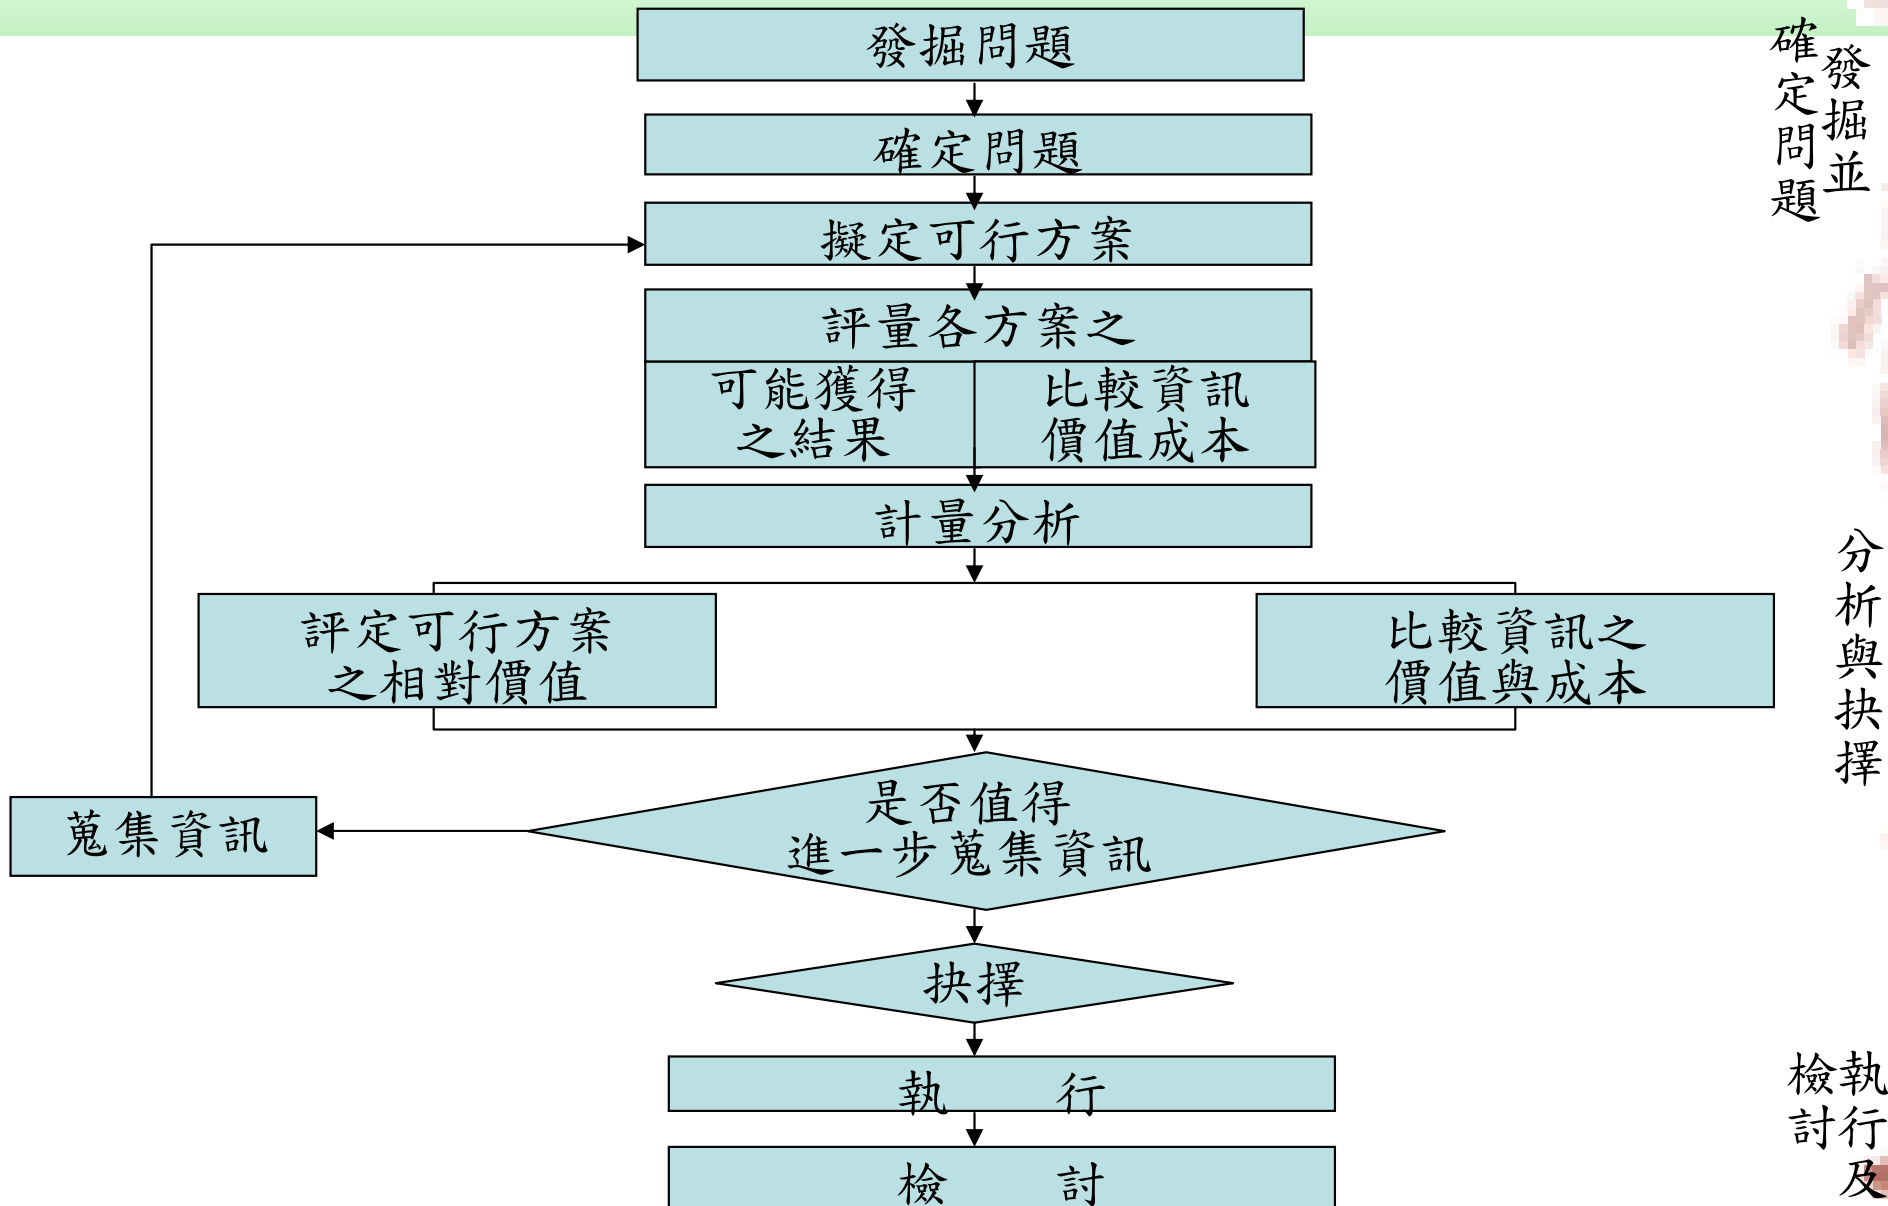 發掘問題
確定問題
擬定可行方案
評量各方案之
可能獲得
之結果
比較資訊
價值成本
計量分析
評定可行方案
之相對價值
比較資訊之
價值與成本
是否值得
進一步蒐集資訊
蒐集資訊
抉擇
執 行
檢 討
發掘並
確定問題
分析與抉擇
執行及
檢討